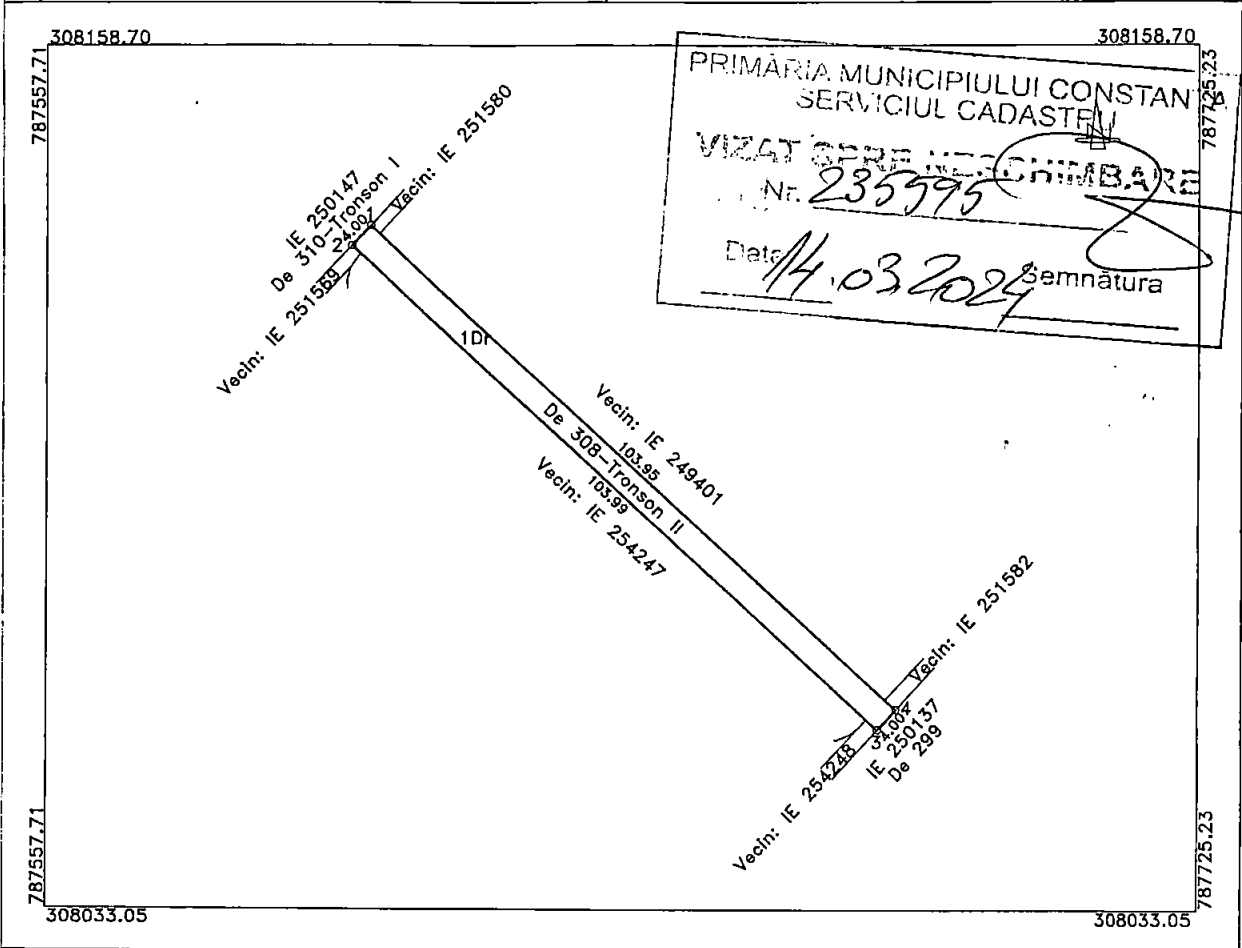 308158.70
308158.70
787557.71
787725.23
PRIMĂRIA MUNICIPIULUI CONSTANȚA
SERVICIUL CADASTRU
VIZAT SPRE NESCHIMBARE
Nr. 235595
Data 14.03.2024 Semnătura
Vecin: IE 251580
IE 250147
De 310-Tronson I
24.00
1
Vecin: IE 251569
1Dr
Vecin: IE 249401
103.95
De 308-Tronson II
103.99
Vecin: IE 254247
Vecin: IE 251582
34.00
IE 250137
De 299
Vecin: IE 254248
787557.71
787725.23
308033.05
308033.05